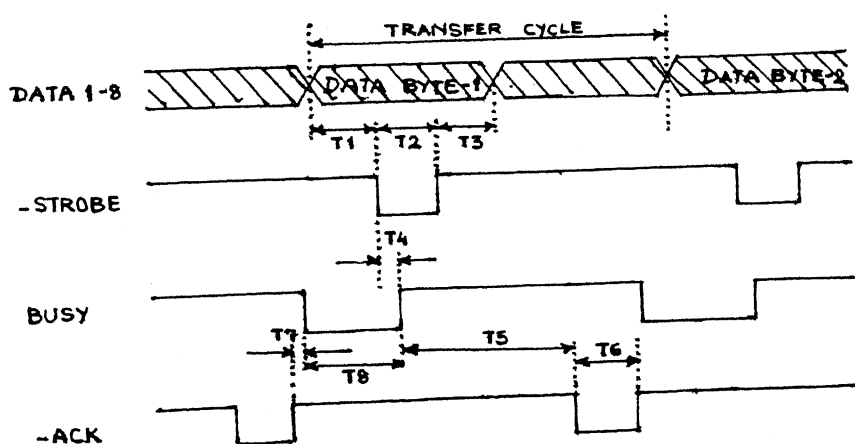 TRANSFER CYCLE
DATA 1-8
DATA BYTE-1
DATA BYTE-2
T1
T2
T3
-STROBE
T4
BUSY
T7
T8
T5
T6
-ACK